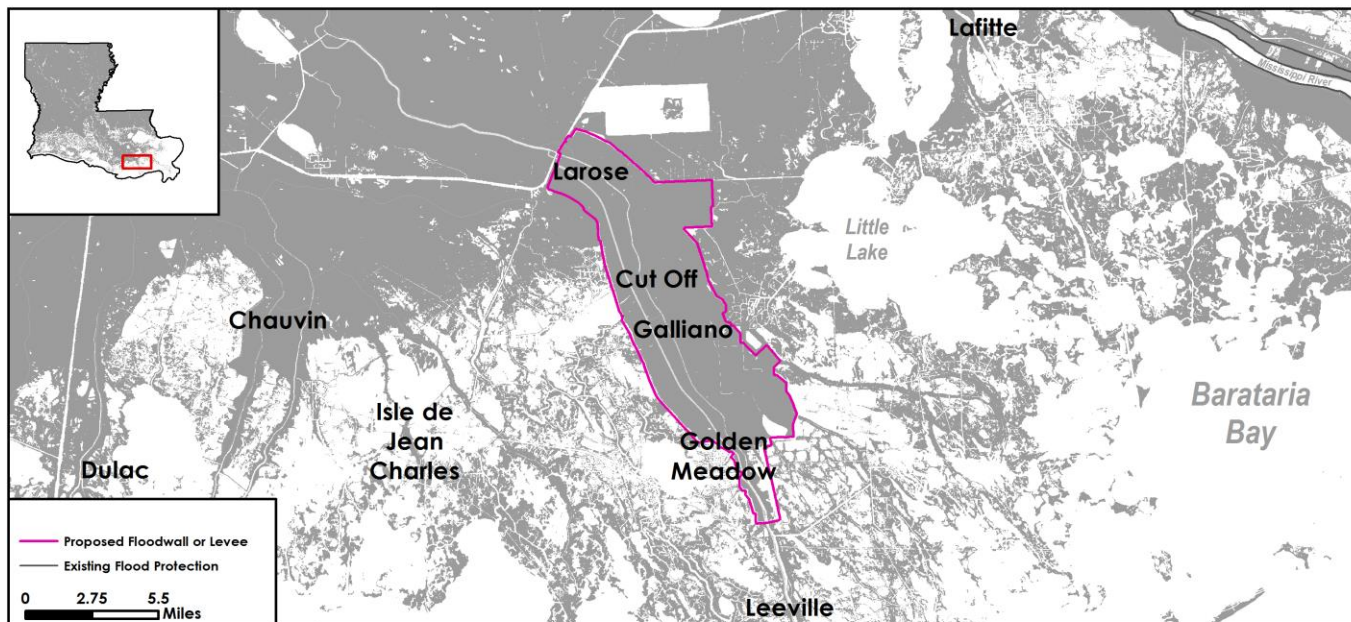 Lafitte
Mississippi River
Larose
Little
Lake
Cut Off
Chauvin
Galliano
Barataria
Bay
Isle de
Jean
Charles
Golden
Meadow
Dulac
Proposed Floodwall or Levee
Existing Flood Protection
0 2.75 5.5
Miles
Leeville